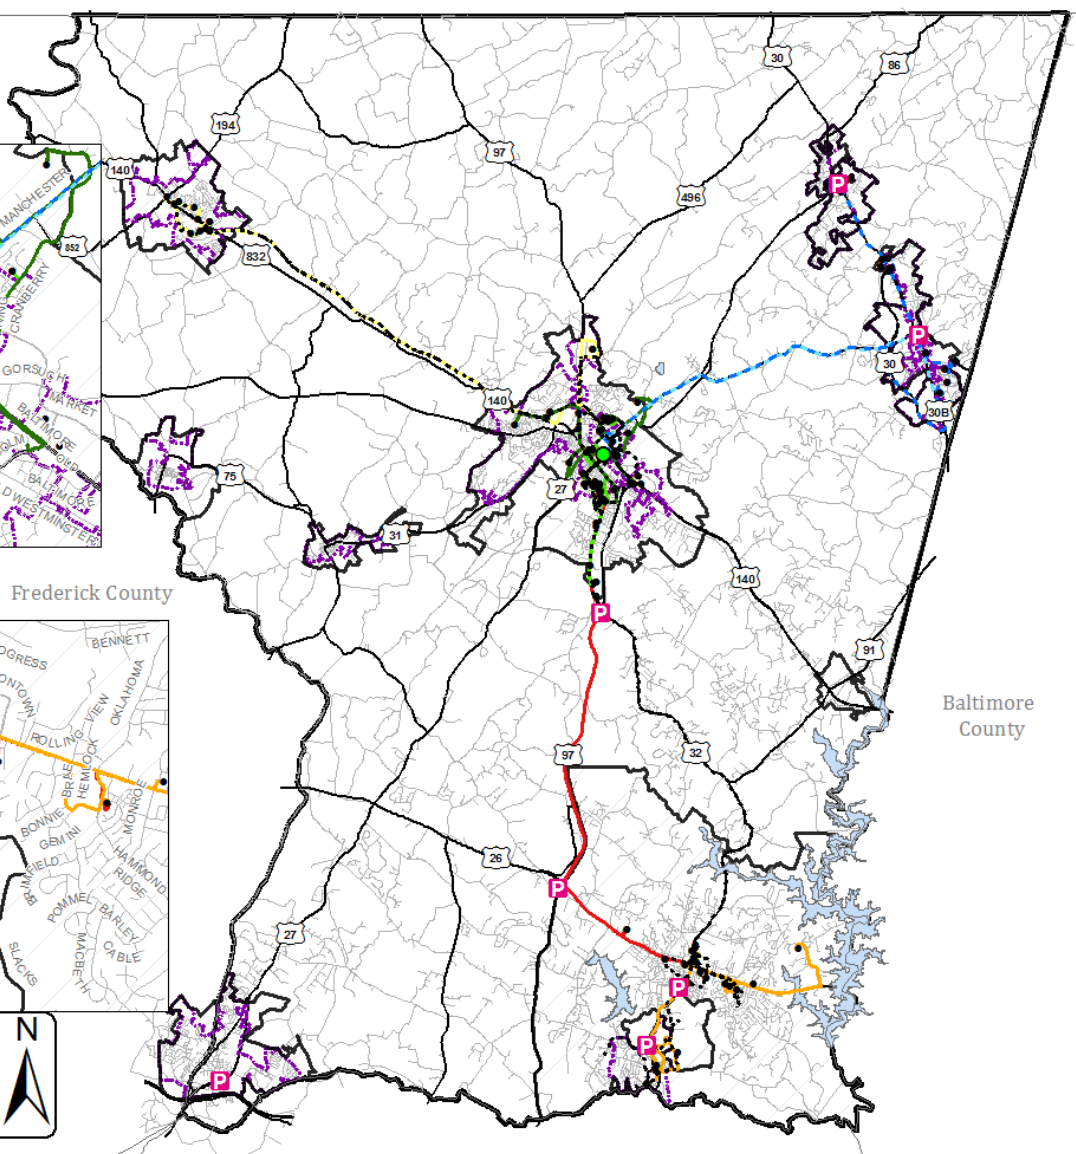 30
86
194
97
140
MANCHESTER
496
852
832
CRANBERRY
GORSUCH
MARKET
30
140
BALTIMORE
30B
OLD
75
27
BALTIMORE
31
WESTMINSTER
140
Frederick County
P
P
P
BENNETT
91
OKLAHOMA
ROLLING VIEW
Baltimore
County
97
32
BRAE
HEMLOCK
MONROE
BONNIE
GEMINI
26
HAMMOND
RIDGE
P
POMMEL
BARLEY
27
MACBETH
CABLE
SLACKS
P
N
P
P